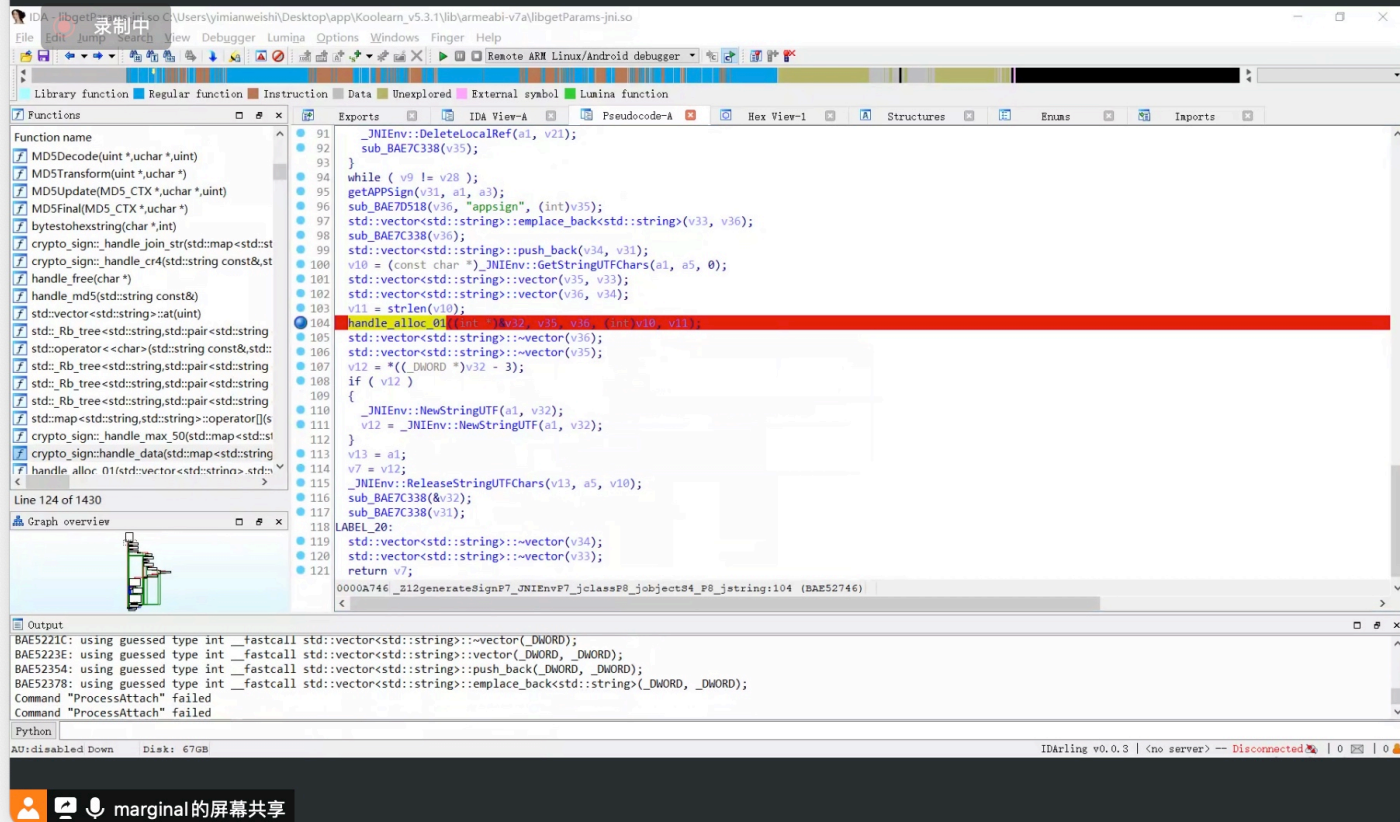 IDA - libgetParams-jni.so C:\Users\yimianweishi\Desktop\app\Koolearn_v5.3.1\lib\armeabi-v7a\libgetParams-jni.so
录制中
File Edit Jump Search View Debugger Lumina Options Windows Finger Help
Remote ARM Linux/Android debugger
Library function Regular function Instruction Data Unexplored External symbol Lumina function
Functions
Exports IDA View-A Pseudocode-A Hex View-1 Structures Enums Imports
Function name
MD5Decode(uint *,uchar *,uint)
MD5Transform(uint *,uchar *)
MD5Update(MD5_CTX *,uchar *,uint)
MD5Final(MD5_CTX *,uchar *)
bytestohexstring(char *,int)
crypto_sign::_handle_join_str(std::map<std::st
crypto_sign::_handle_cr4(std::string const&,st
handle_free(char *)
handle_md5(std::string const&)
std::vector<std::string>::at(uint)
std::_Rb_tree<std::string,std::pair<std::string
std::operator<<char>(std::string const&,std::
std::_Rb_tree<std::string,std::pair<std::string
std::_Rb_tree<std::string,std::pair<std::string
std::_Rb_tree<std::string,std::pair<std::string
std::map<std::string,std::string>::operator[](s
crypto_sign::_handle_max_50(std::map<std::st
crypto_sign::handle_data(std::map<std::string
handle_alloc_01(std::vector<std::string>,std::
Line 124 of 1430
Graph overview
91 _JNIEnv::DeleteLocalRef(a1, v21);
92 sub_BAE7C338(v35);
93 }
94 while ( v9 != v28 );
95 getAPPSign(v31, a1, a3);
96 sub_BAE7D518(v36, "appsign", (int)v35);
97 std::vector<std::string>::emplace_back<std::string>(v33, v36);
98 sub_BAE7C338(v36);
99 std::vector<std::string>::push_back(v34, v31);
100 v10 = (const char *)_JNIEnv::GetStringUTFChars(a1, a5, 0);
101 std::vector<std::string>::vector(v35, v33);
102 std::vector<std::string>::vector(v36, v34);
103 v11 = strlen(v10);
104 handle_alloc_01((int *)&v32, v35, v36, (int)v10, v11);
105 std::vector<std::string>::~vector(v36);
106 std::vector<std::string>::~vector(v35);
107 v12 = *((_DWORD *)v32 - 3);
108 if ( v12 )
109 {
110 _JNIEnv::NewStringUTF(a1, v32);
111 v12 = _JNIEnv::NewStringUTF(a1, v32);
112 }
113 v13 = a1;
114 v7 = v12;
115 _JNIEnv::ReleaseStringUTFChars(v13, a5, v10);
116 sub_BAE7C338(&v32);
117 sub_BAE7C338(v31);
118 LABEL_20:
119 std::vector<std::string>::~vector(v34);
120 std::vector<std::string>::~vector(v33);
121 return v7;
0000A746 _Z12generateSignP7_JNIEnvP7_jclassP8_jobjectS4_P8_jstring:104 (BAE52746)
Output
BAE5221C: using guessed type int __fastcall std::vector<std::string>::~vector(_DWORD);
BAE5223E: using guessed type int __fastcall std::vector<std::string>::vector(_DWORD, _DWORD);
BAE52354: using guessed type int __fastcall std::vector<std::string>::push_back(_DWORD, _DWORD);
BAE52378: using guessed type int __fastcall std::vector<std::string>::emplace_back<std::string>(_DWORD, _DWORD);
Command "ProcessAttach" failed
Command "ProcessAttach" failed
Python
AU:disabled Down Disk: 67GB IDArling v0.0.3 | <no server> -- Disconnected | 0 | 0
marginal的屏幕共享